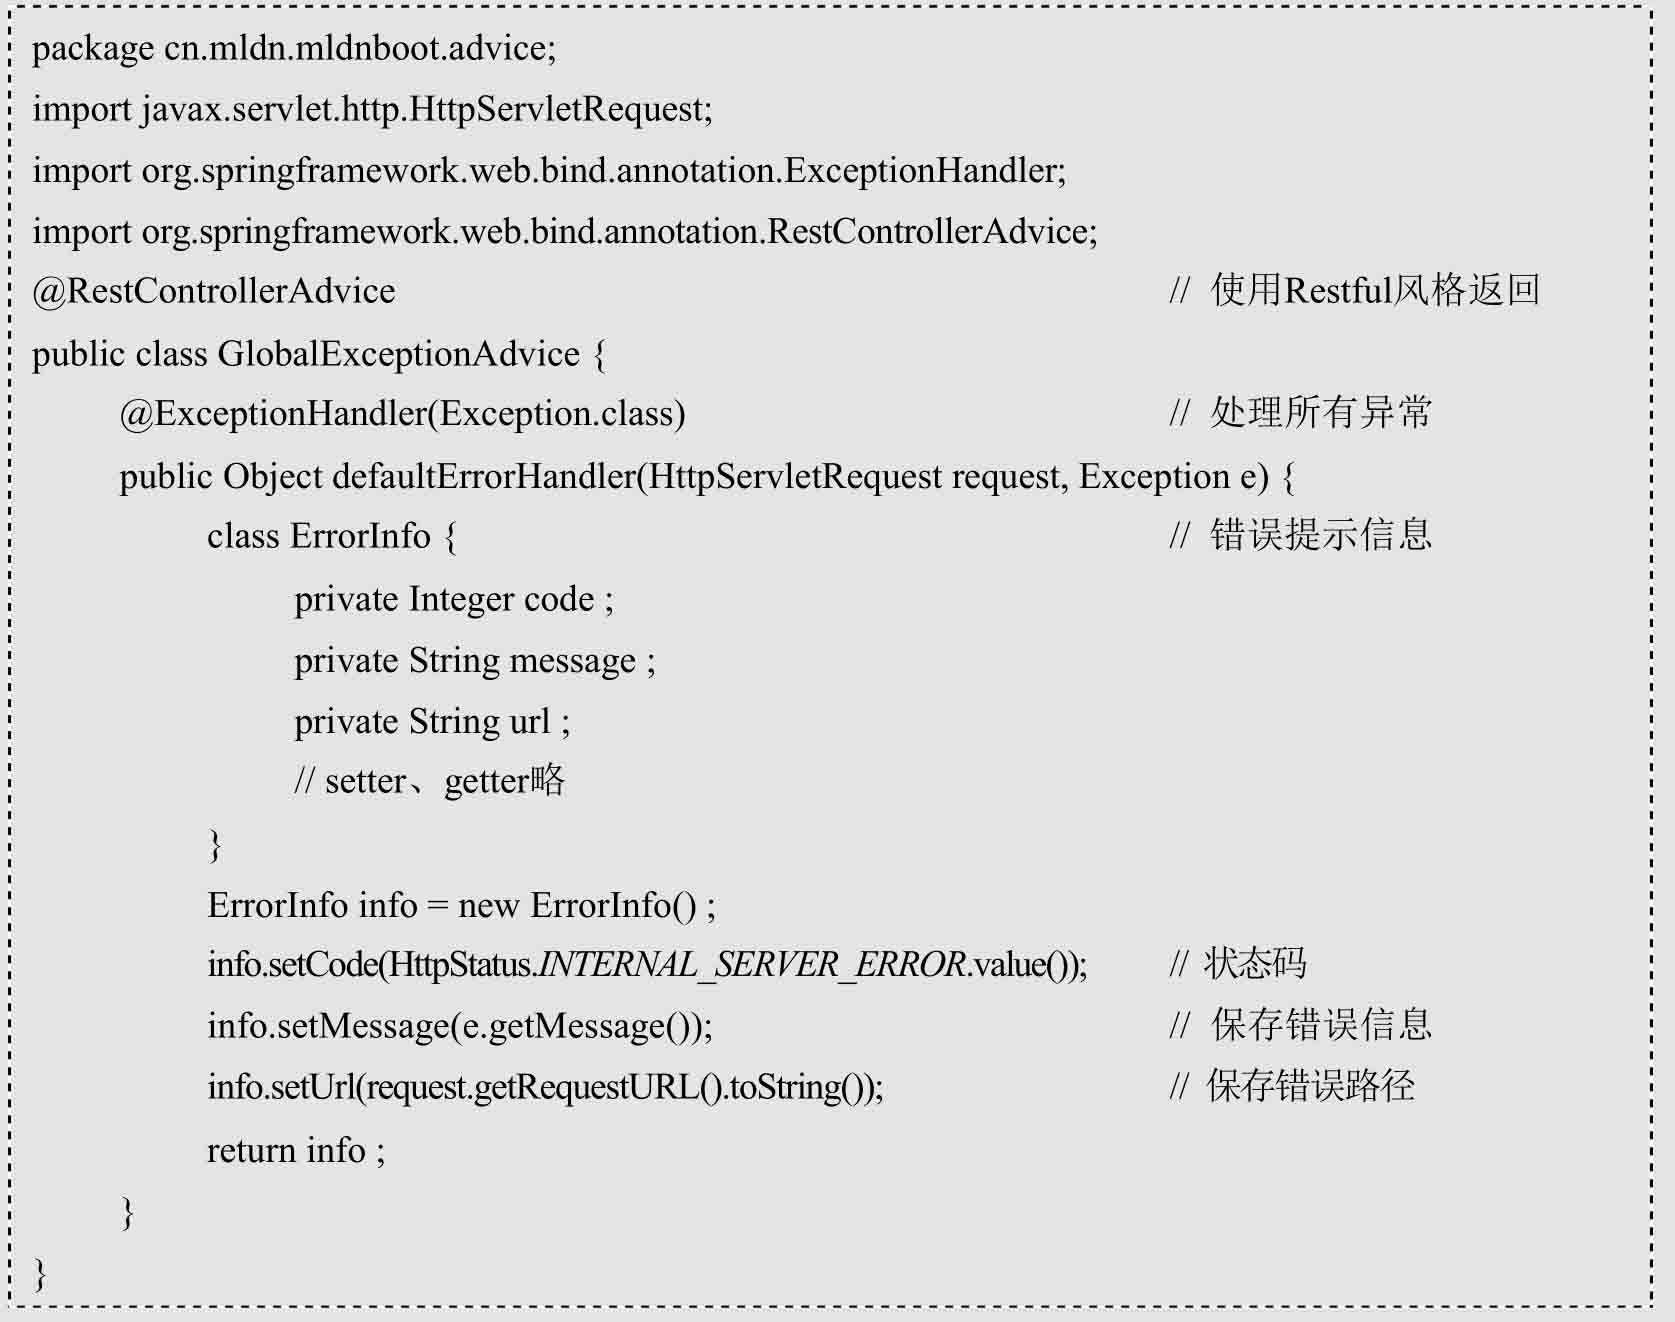 package cn.mldn.mldnboot.advice;
import javax.servlet.http.HttpServletRequest;
import org.springframework.web.bind.annotation.ExceptionHandler;
import org.springframework.web.bind.annotation.RestControllerAdvice;
@RestControllerAdvice // 使用Restful风格返回
public class GlobalExceptionAdvice {
@ExceptionHandler(Exception.class) // 处理所有异常
public Object defaultErrorHandler(HttpServletRequest request, Exception e) {
class ErrorInfo { // 错误提示信息
private Integer code ;
private String message ;
private String url ;
// setter、getter略
}
ErrorInfo info = new ErrorInfo() ;
info.setCode(HttpStatus.INTERNAL_SERVER_ERROR.value()); // 状态码
info.setMessage(e.getMessage()); // 保存错误信息
info.setUrl(request.getRequestURL().toString()); // 保存错误路径
return info ;
}
}